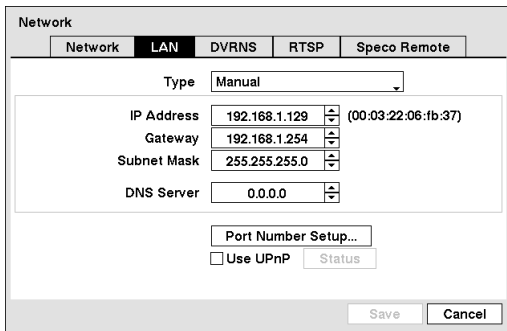 Network
Network LAN DVRNS RTSP Speco Remote
Type Manual
IP Address 192.168.1.129 (00:03:22:06:fb:37)
Gateway 192.168.1.254
Subnet Mask 255.255.255.0
DNS Server 0.0.0.0
Port Number Setup...
Use UPnP Status
Save Cancel